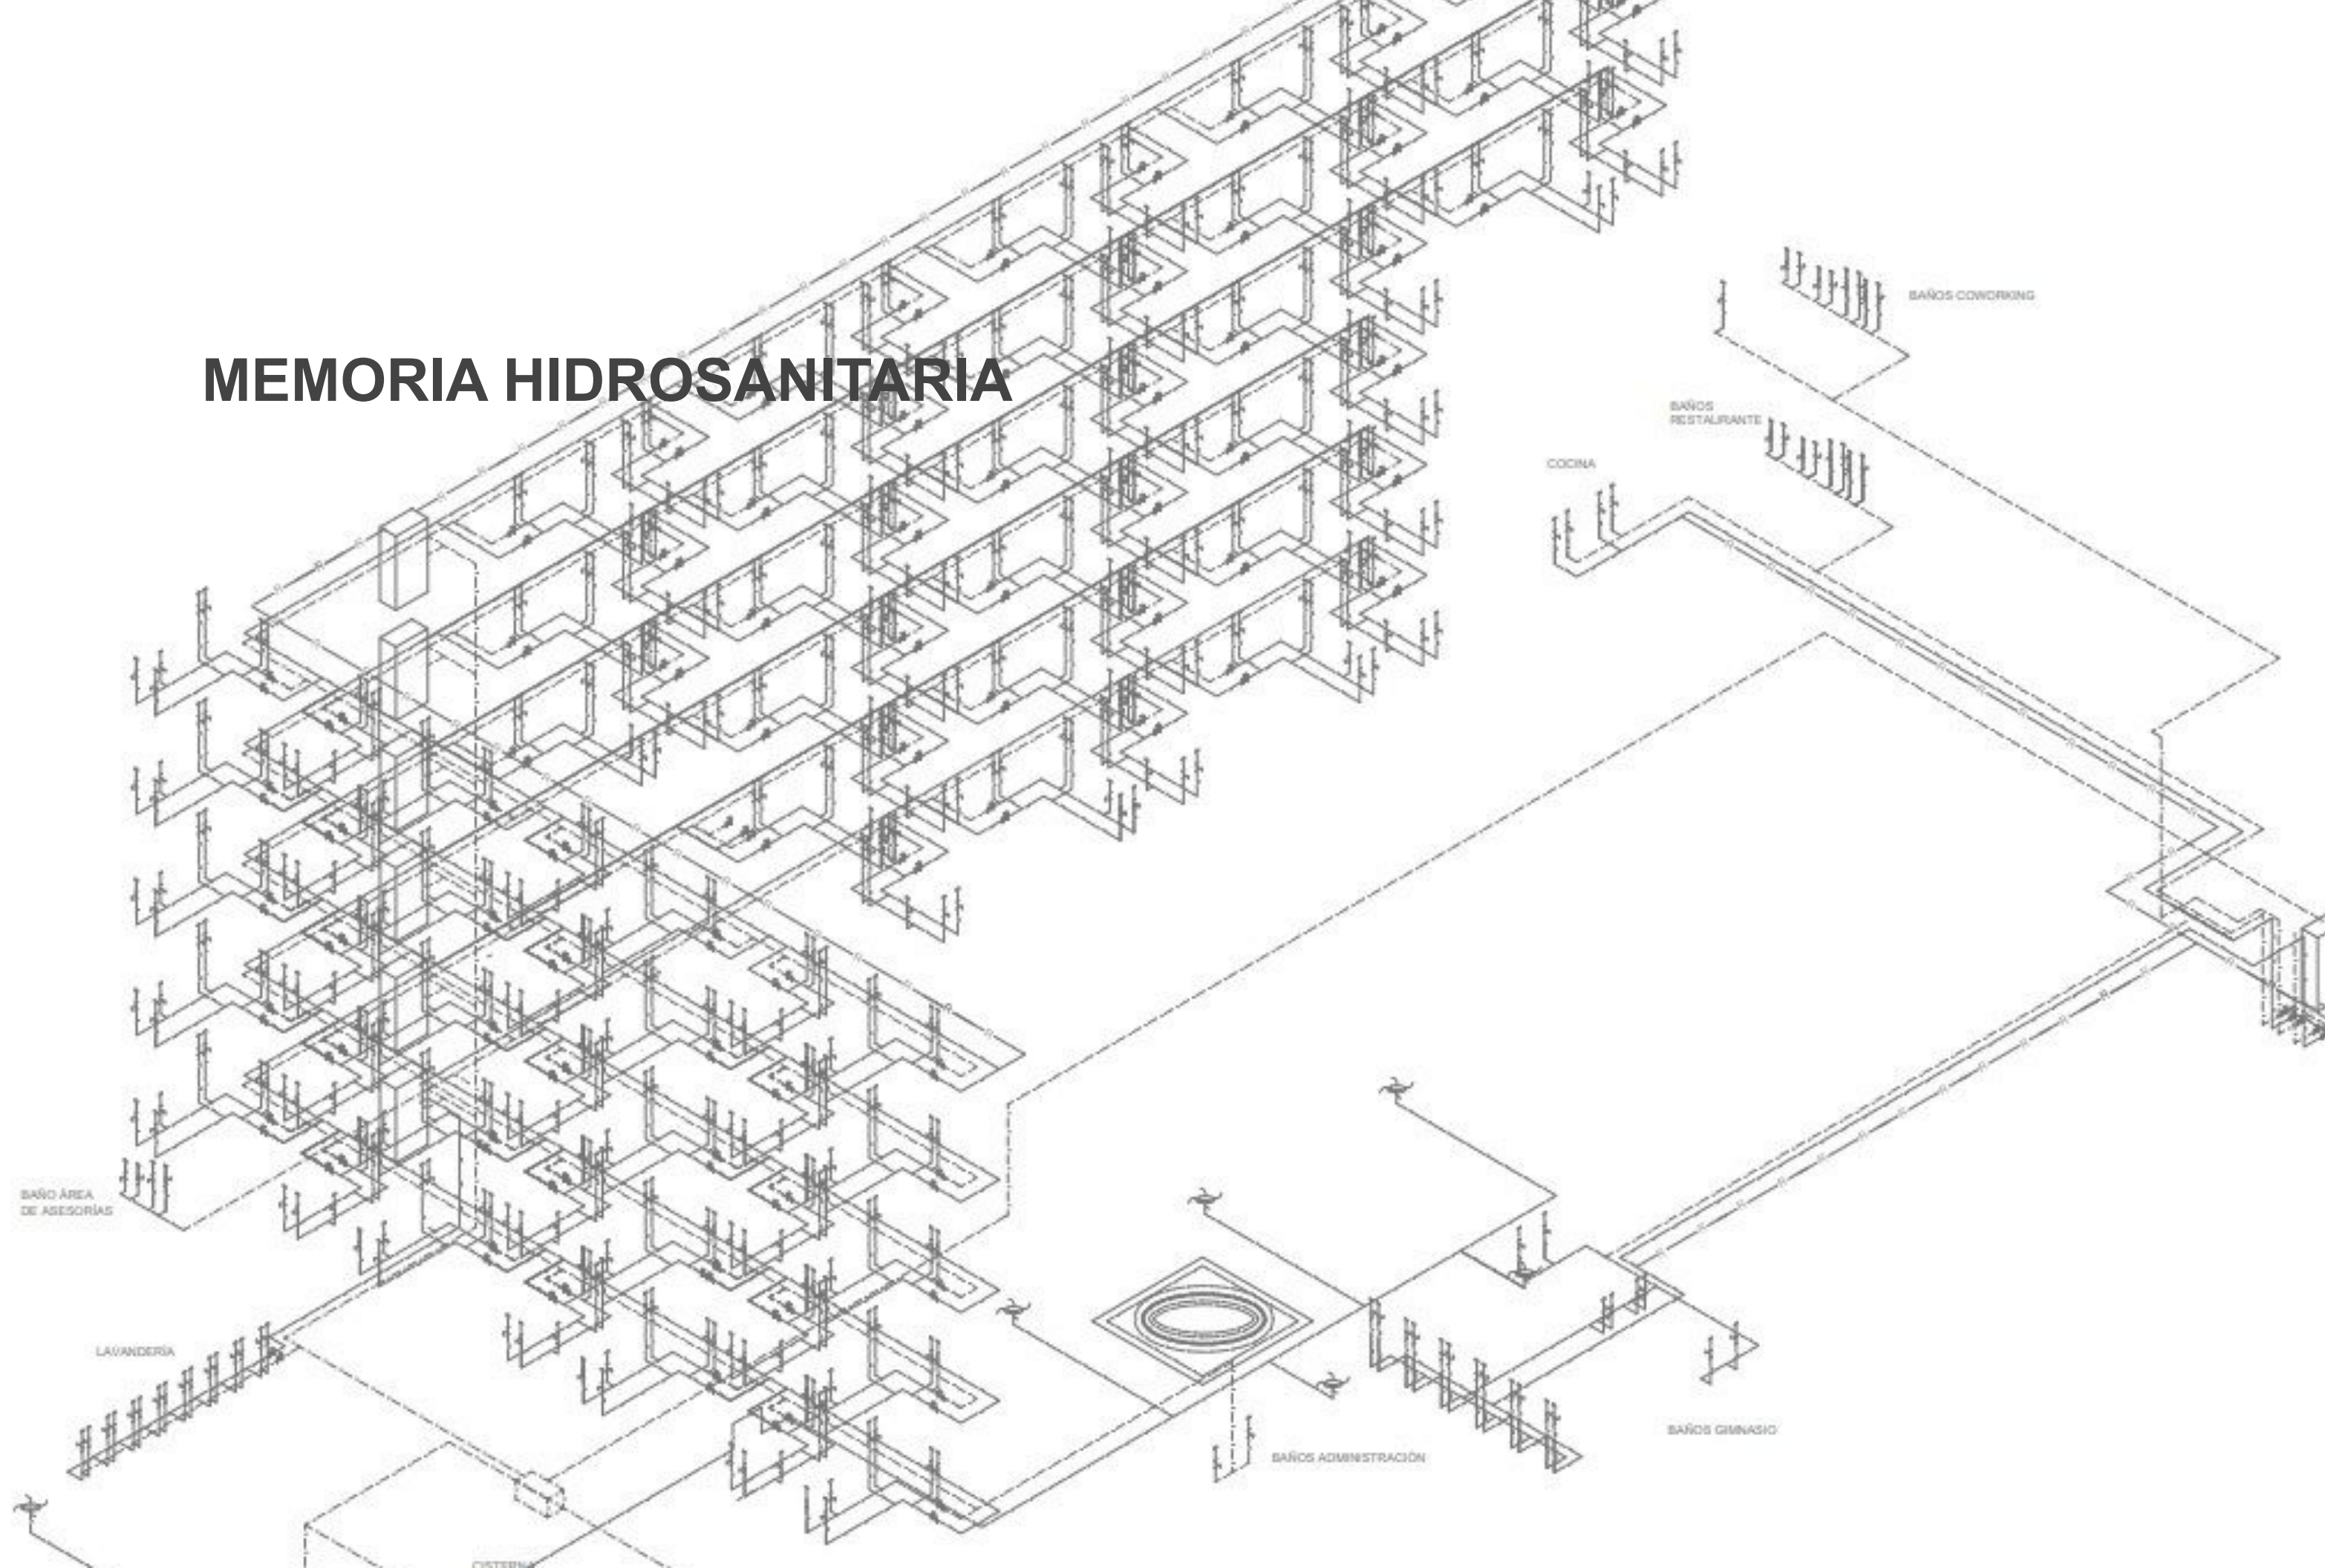 BAÑOS COWORKING
MEMORIA HIDROSANITARIA
BAÑOS
RESTAURANTE
COCINA
BAÑO ÁREA
DE ASESORÍAS
LAVANDERÍA
BAÑOS GIMNASIO
BAÑOS ADMINISTRACIÓN
CISTERNA